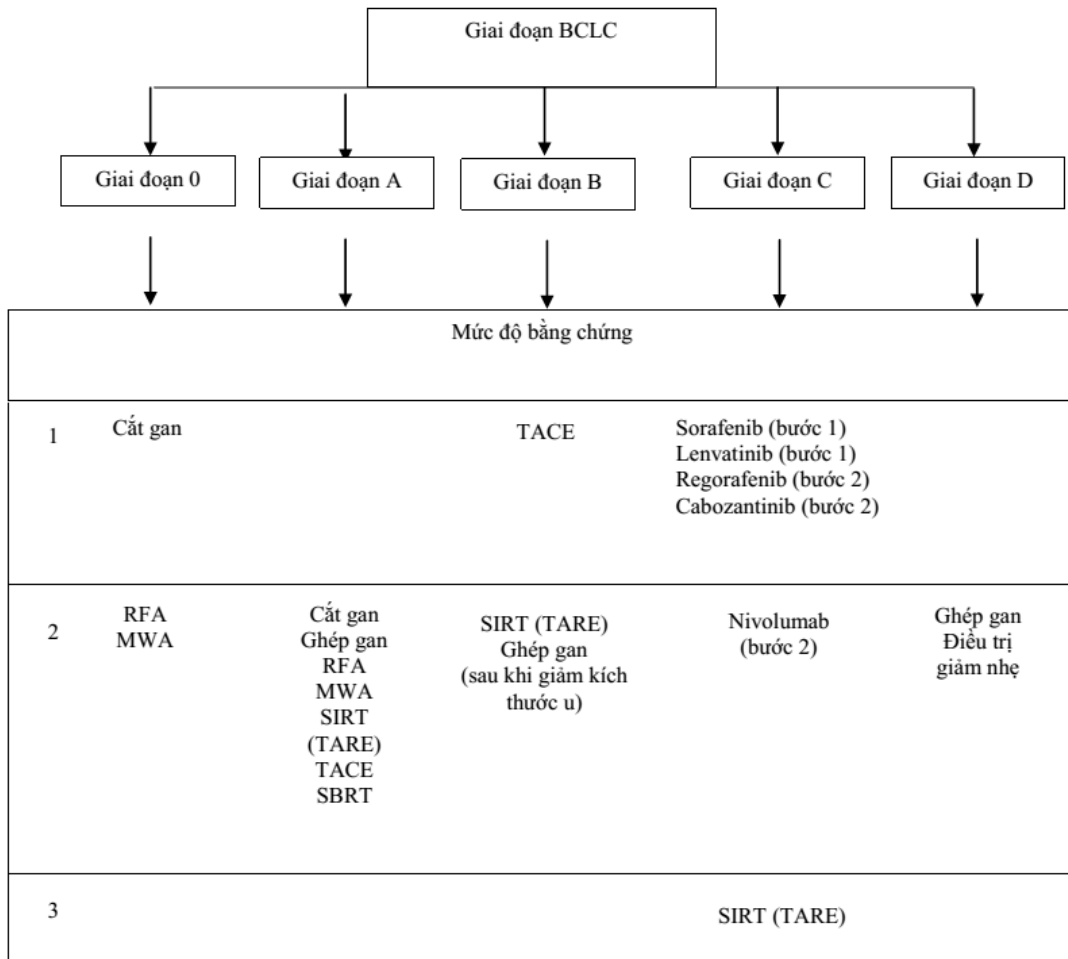 Giai đoạn BCLC
Giai đoạn 0
Giai đoạn A
Giai đoạn B
Giai đoạn C
Giai đoạn D
Mức độ bằng chứng
1
Cắt gan
TACE
Sorafenib (bước 1)
Lenvatinib (bước 1)
Regorafenib (bước 2)
Cabozantinib (bước 2)
2
RFA
MWA
Cắt gan
Ghép gan
RFA
MWA
SIRT
(TARE)
TACE
SBRT
SIRT (TARE)
Ghép gan
(sau khi giảm kích
thước u)
Nivolumab
(bước 2)
Ghép gan
Điều trị
giảm nhẹ
3
SIRT (TARE)